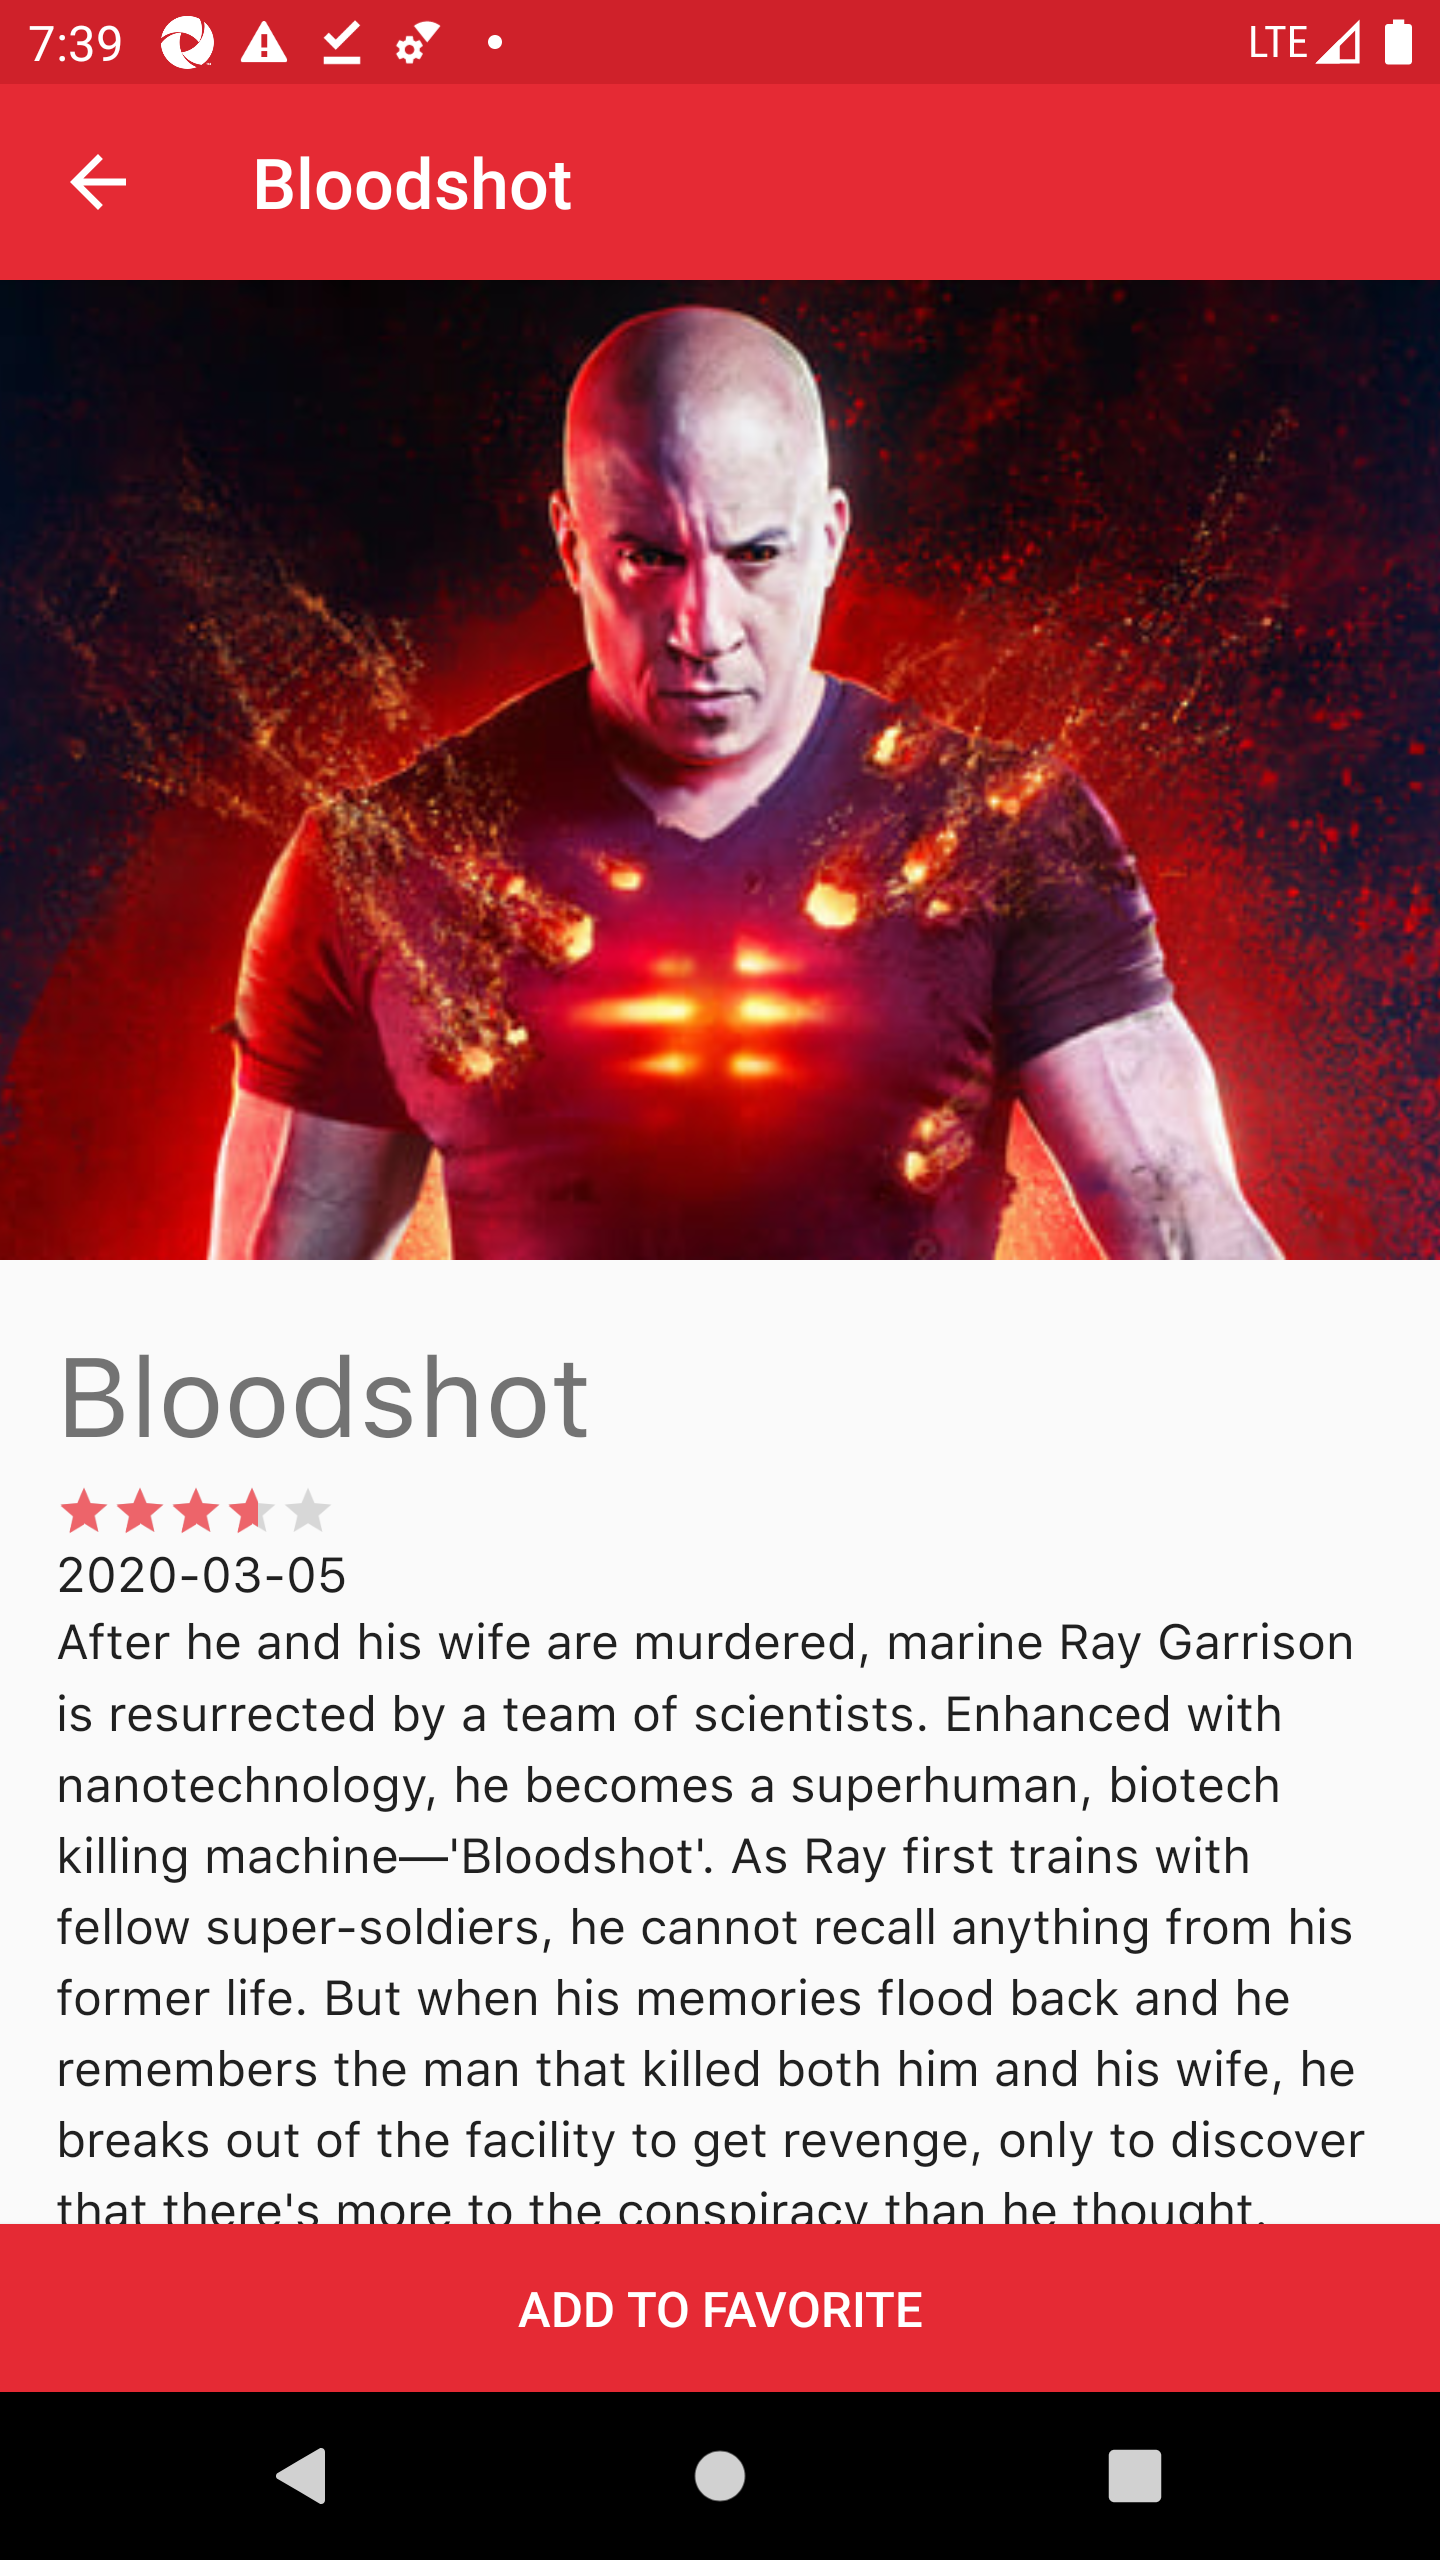 7:39
LTE
Bloodshot
Bloodshot
2020-03-05
After he and his wife are murdered, marine Ray Garrison
is resurrected by a team of scientists. Enhanced with
nanotechnology, he becomes a superhuman, biotech
killing machine—'Bloodshot'. As Ray first trains with
fellow super-soldiers, he cannot recall anything from his
former life. But when his memories flood back and he
remembers the man that killed both him and his wife, he
breaks out of the facility to get revenge, only to discover
that there's more to the conspiracy than he thought.
ADD TO FAVORITE